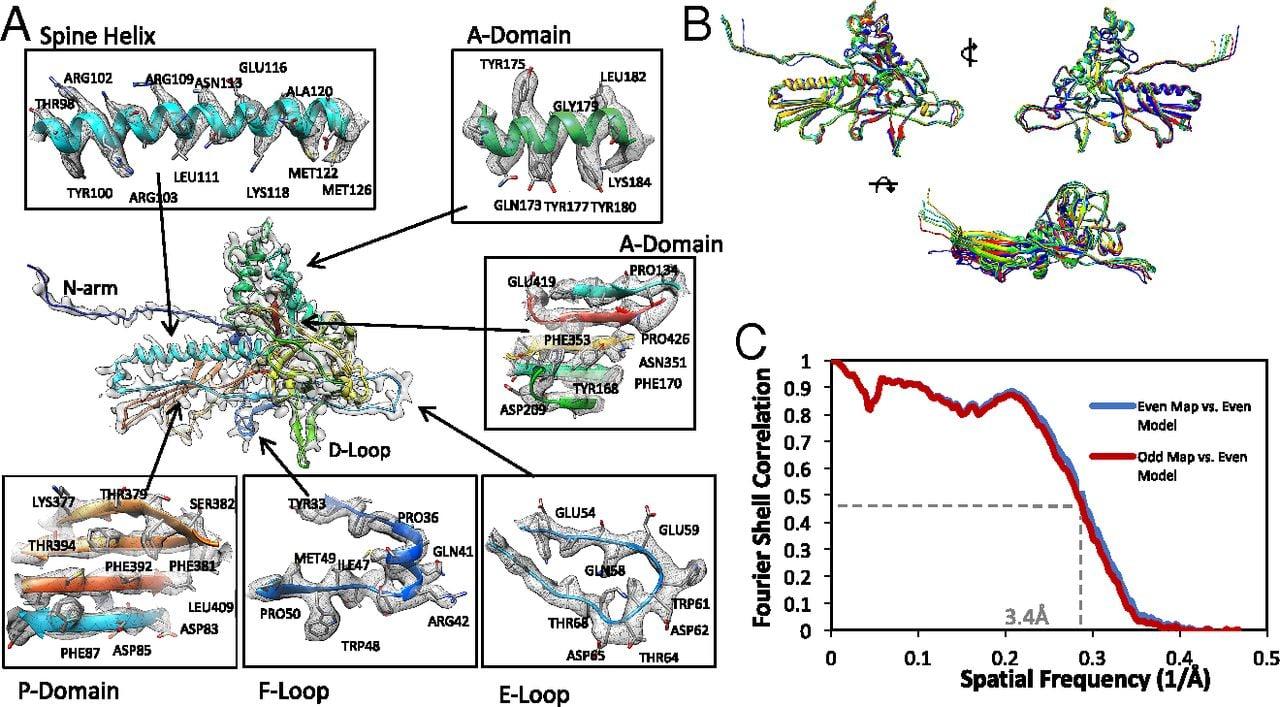 A
Spine Helix
ARG102
ARG109
ASN113
GLU116
ALA120
THR98
TYR100
ARG103
LEU111
LYS118
MET122
MET126
A-Domain
TYR175
LEU182
GLY179
LYS184
GLN173
TYR177
TYR180
N-arm
D-Loop
A-Domain
GLU419
PRO134
PHE353
PRO426
ASN351
PHE170
TYR168
ASP209
LYS377
THR379
SER382
THR394
PHE392
PHE381
LEU409
ASP83
PHE87
ASP85
P-Domain
TYR33
PRO36
MET49
ILE47
GLN41
PRO50
ARG42
TRP48
F-Loop
GLU54
GLU59
GLN58
TRP61
THR68
ASP62
ASP65
THR64
E-Loop
B
C
Fourier Shell Correlation
1
0.9
0.8
0.7
0.6
0.5
0.4
0.3
0.2
0.1
0
Even Map vs. Even
Model
Odd Map vs. Even
Model
3.4Å
0
0.1
0.2
0.3
0.4
0.5
Spatial Frequency (1/Å)